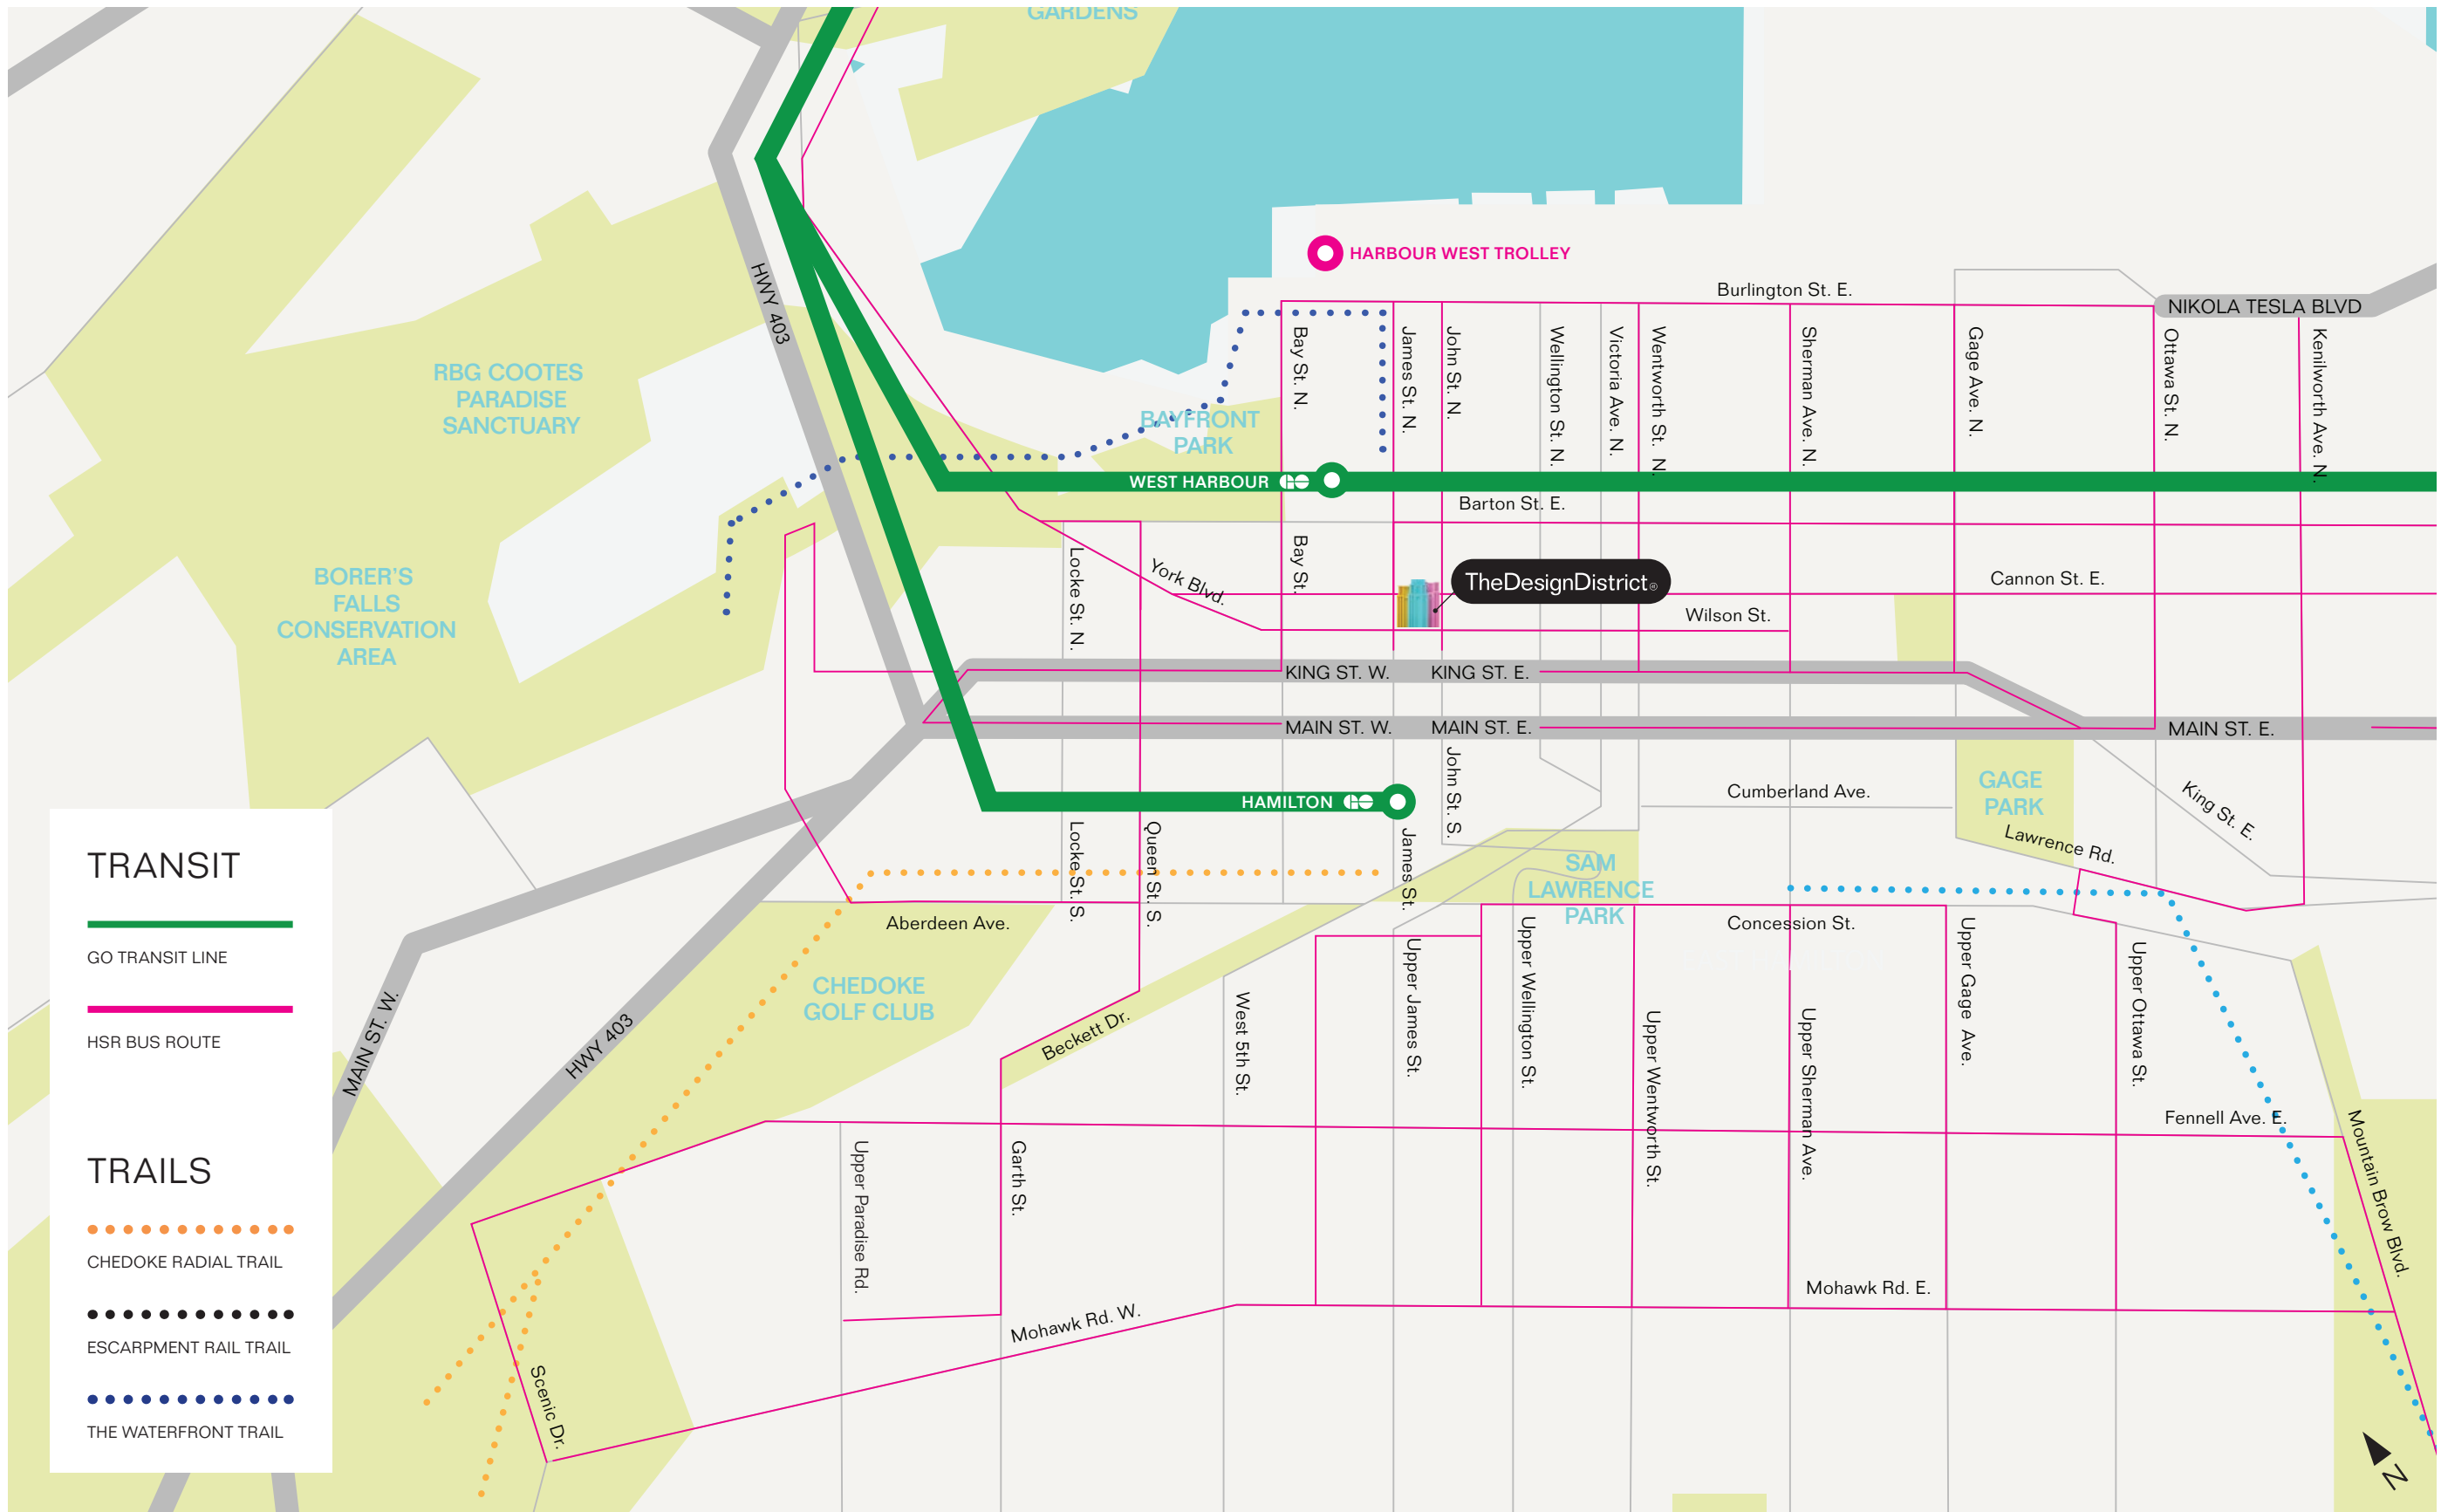 GARDENS
HARBOUR WEST TROLLEY
HWY 403
Burlington St. E.
NIKOLA TESLA BLVD
RBG COOTES
PARADISE
SANCTUARY
BAYFRONT
PARK
Bay St. N.
James St. N.
John St. N.
Wellington St. N.
Victoria Ave. N.
Wentworth St. N.
Sherman Ave. N.
Gage Ave. N.
Ottawa St. N.
Kenilworth Ave. N.
WEST HARBOUR
Barton St. E.
BORER'S
FALLS
CONSERVATION
AREA
Locke St. N.
York Blvd.
Bay St.
TheDesignDistrict®
Cannon St. E.
Wilson St.
KING ST. W.
KING ST. E.
MAIN ST. W.
MAIN ST. E.
MAIN ST. E.
HAMILTON
John St. S.
Cumberland Ave.
GAGE
PARK
King St. E.
Lawrence Rd.
Locke St. S.
Queen St. S.
James St.
SAM
LAWRENCE
PARK
Aberdeen Ave.
Concession St.
CHEDOKE
GOLF CLUB
Beckett Dr.
West 5th St.
Upper James St.
Upper Wellington St.
Upper Wentworth St.
Upper Sherman Ave.
Upper Gage Ave.
Upper Ottawa St.
MAIN ST. W.
HWY 403
Fennell Ave. E.
Mountain Brow Blvd.
Upper Paradise Rd.
Garth St.
Mohawk Rd. W.
Mohawk Rd. E.
Scenic Dr.
N
TRANSIT
GO TRANSIT LINE
HSR BUS ROUTE
TRAILS
CHEDOKE RADIAL TRAIL
ESCARPMENT RAIL TRAIL
THE WATERFRONT TRAIL